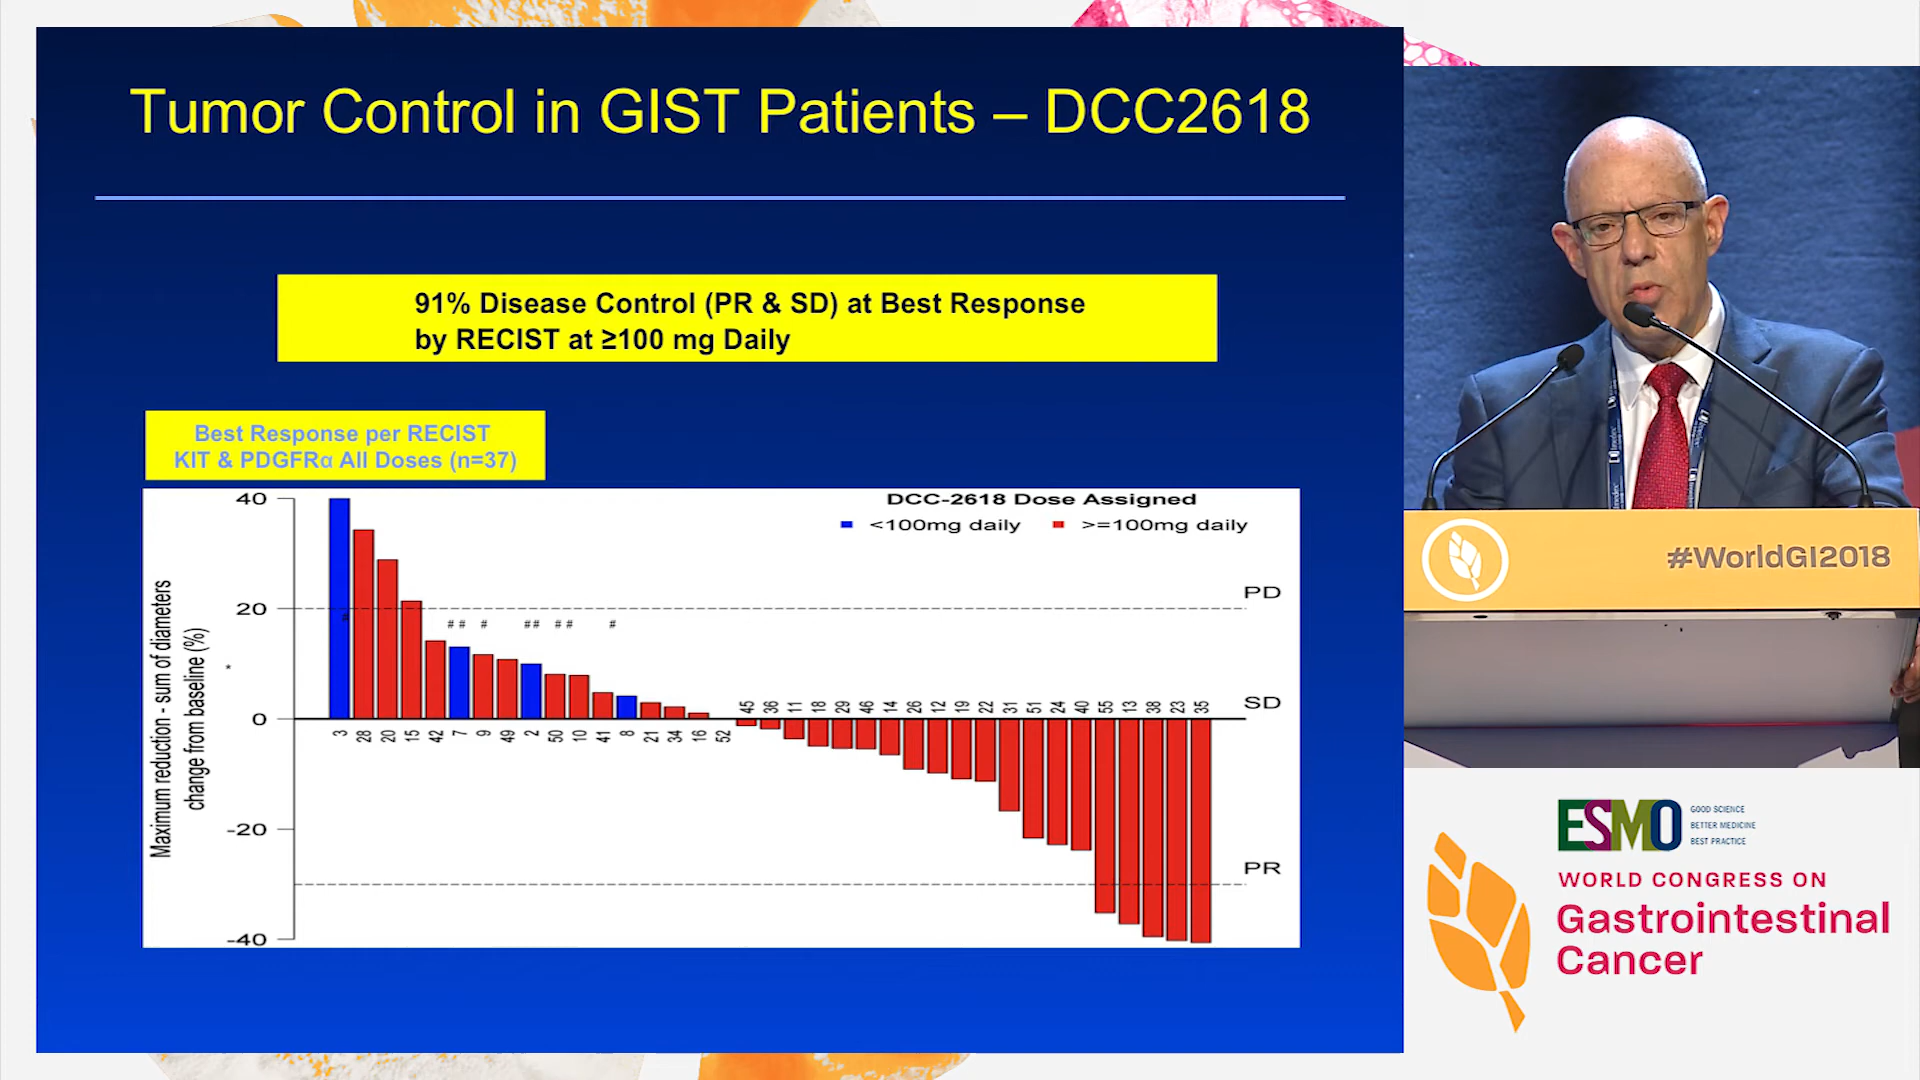 Tumor Control in GIST Patients – DCC2618
91% Disease Control (PR & SD) at Best Response
by RECIST at ≥100 mg Daily
Best Response per RECIST
KIT & PDGFRα All Doses (n=37)
DCC-2618 Dose Assigned
<100mg daily >=100mg daily
Maximum reduction - sum of diameters
change from baseline (%)
*
40
20
0
-20
-40
PD
SD
PR
# # # # # # # # #
3 28 20 15 42 7 9 49 2 50 10 41 8 21 34 16 52
45 36 11 18 29 46 14 26 12 19 22 31 51 24 40 55 13 38 23 35
#WorldGI2018
ESMO
GOOD SCIENCE
BETTER MEDICINE
BEST PRACTICE
WORLD CONGRESS ON
Gastrointestinal
Cancer